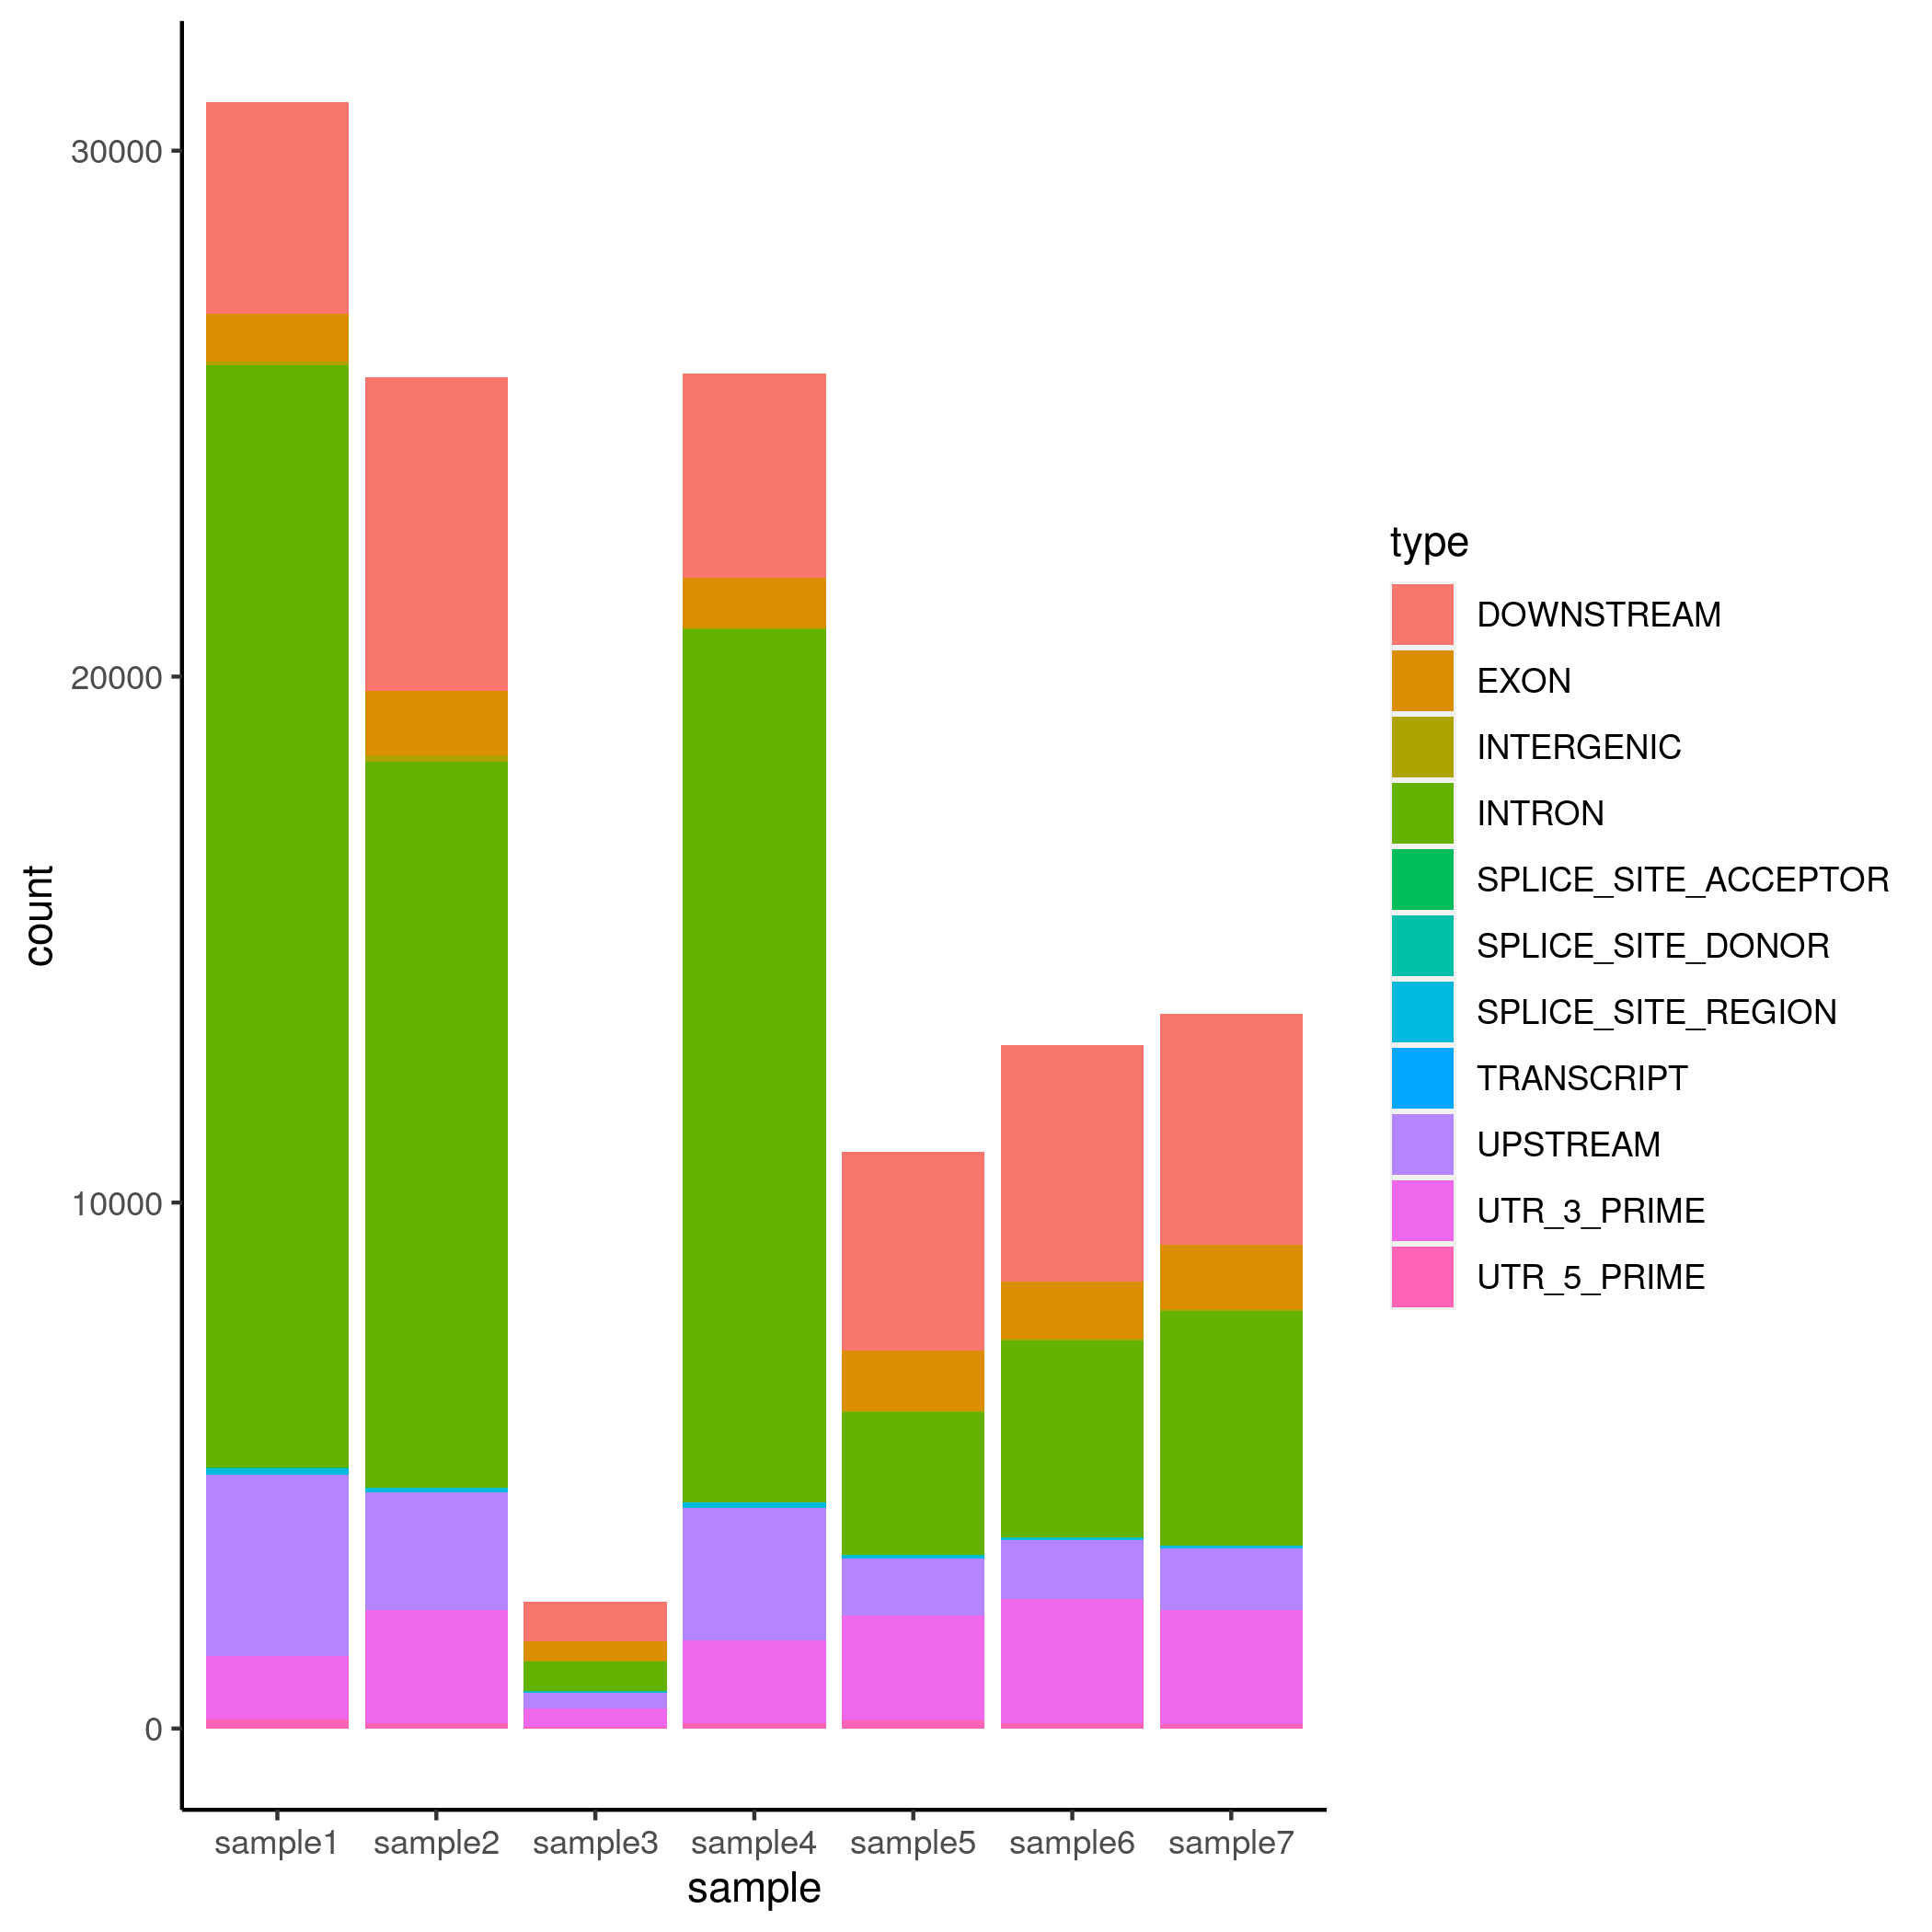 count
30000
20000
10000
0
sample1 sample2 sample3 sample4 sample5 sample6 sample7
sample
type
DOWNSTREAM
EXON
INTERGENIC
INTRON
SPLICE_SITE_ACCEPTOR
SPLICE_SITE_DONOR
SPLICE_SITE_REGION
TRANSCRIPT
UPSTREAM
UTR_3_PRIME
UTR_5_PRIME